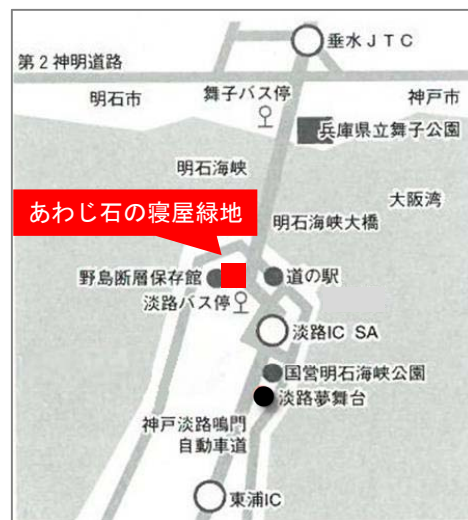 垂水ＪＴＣ
第２神明道路
明石市
舞子バス停
神戸市
兵庫県立舞子公園
明石海峡
大阪湾
あわじ石の寝屋緑地
明石海峡大橋
野島断層保存館
道の駅
淡路バス停
淡路IC SA
国営明石海峡公園
淡路夢舞台
神戸淡路鳴門
自動車道
東浦IC